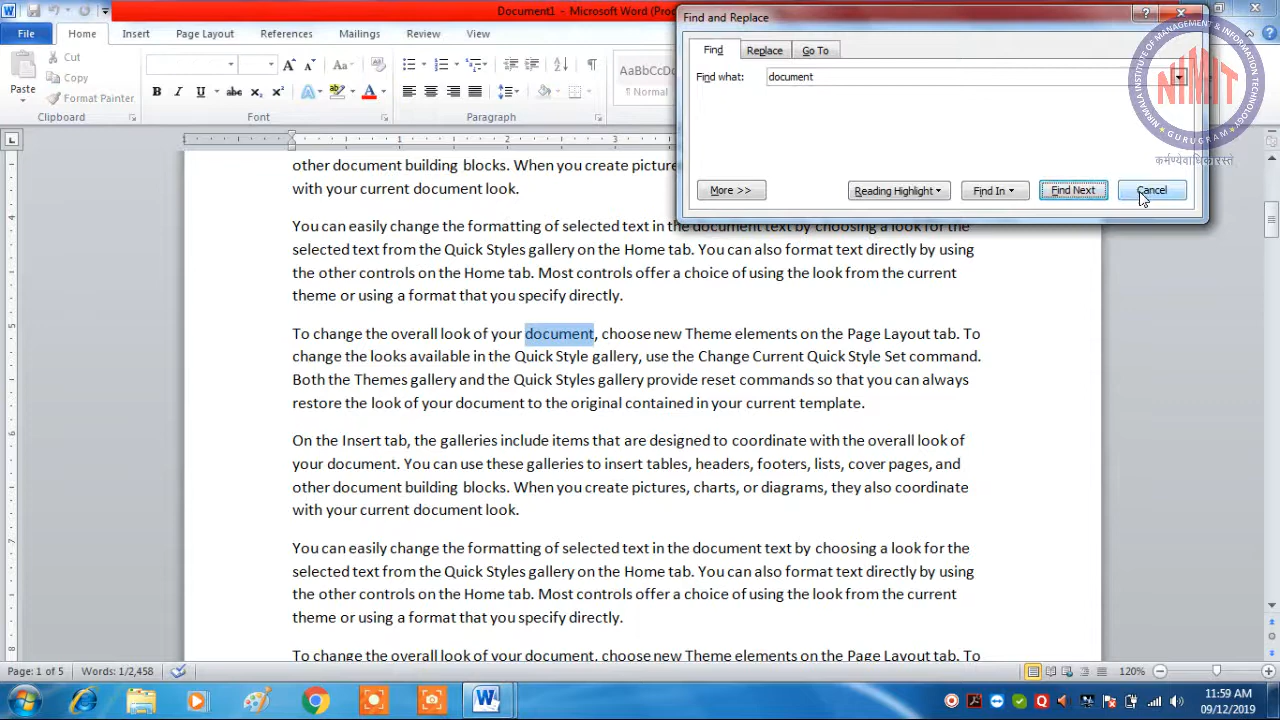 Document1 - Microsoft Word (Pro
Find and Replace
File Home Insert Page Layout References Mailings Review View
Find Replace Go To
Cut
Copy
Format Painter
Paste
Clipboard Font Paragraph
AaBbCcDc
¶ Normal
Find what: document
More >> Reading Highlight Find In Find Next Cancel
NIMIT
NIRMALA INSTITUTE OF MANAGEMENT & INFORMATION TECHNOLOGY
GURUGRAM
कर्मण्येवाधिकारस्तं
other document building blocks. When you create picture
with your current document look.
You can easily change the formatting of selected text in the document text by choosing a look for the
selected text from the Quick Styles gallery on the Home tab. You can also format text directly by using
the other controls on the Home tab. Most controls offer a choice of using the look from the current
theme or using a format that you specify directly.
To change the overall look of your document, choose new Theme elements on the Page Layout tab. To
change the looks available in the Quick Style gallery, use the Change Current Quick Style Set command.
Both the Themes gallery and the Quick Styles gallery provide reset commands so that you can always
restore the look of your document to the original contained in your current template.
On the Insert tab, the galleries include items that are designed to coordinate with the overall look of
your document. You can use these galleries to insert tables, headers, footers, lists, cover pages, and
other document building blocks. When you create pictures, charts, or diagrams, they also coordinate
with your current document look.
You can easily change the formatting of selected text in the document text by choosing a look for the
selected text from the Quick Styles gallery on the Home tab. You can also format text directly by using
the other controls on the Home tab. Most controls offer a choice of using the look from the current
theme or using a format that you specify directly.
To change the overall look of your document, choose new Theme elements on the Page Layout tab. To
Page: 1 of 5 Words: 1/2,458 120%
11:59 AM
09/12/2019